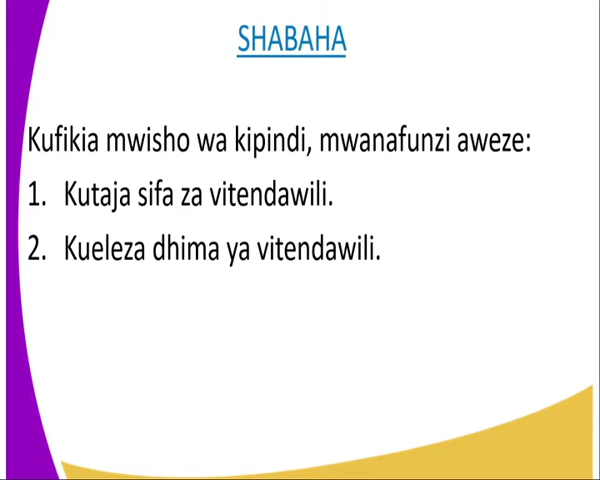 SHABAHA
Kufikia mwisho wa kipindi, mwanafunzi aweze:
1. Kutaja sifa za vitendawili.
2. Kueleza dhima ya vitendawili.